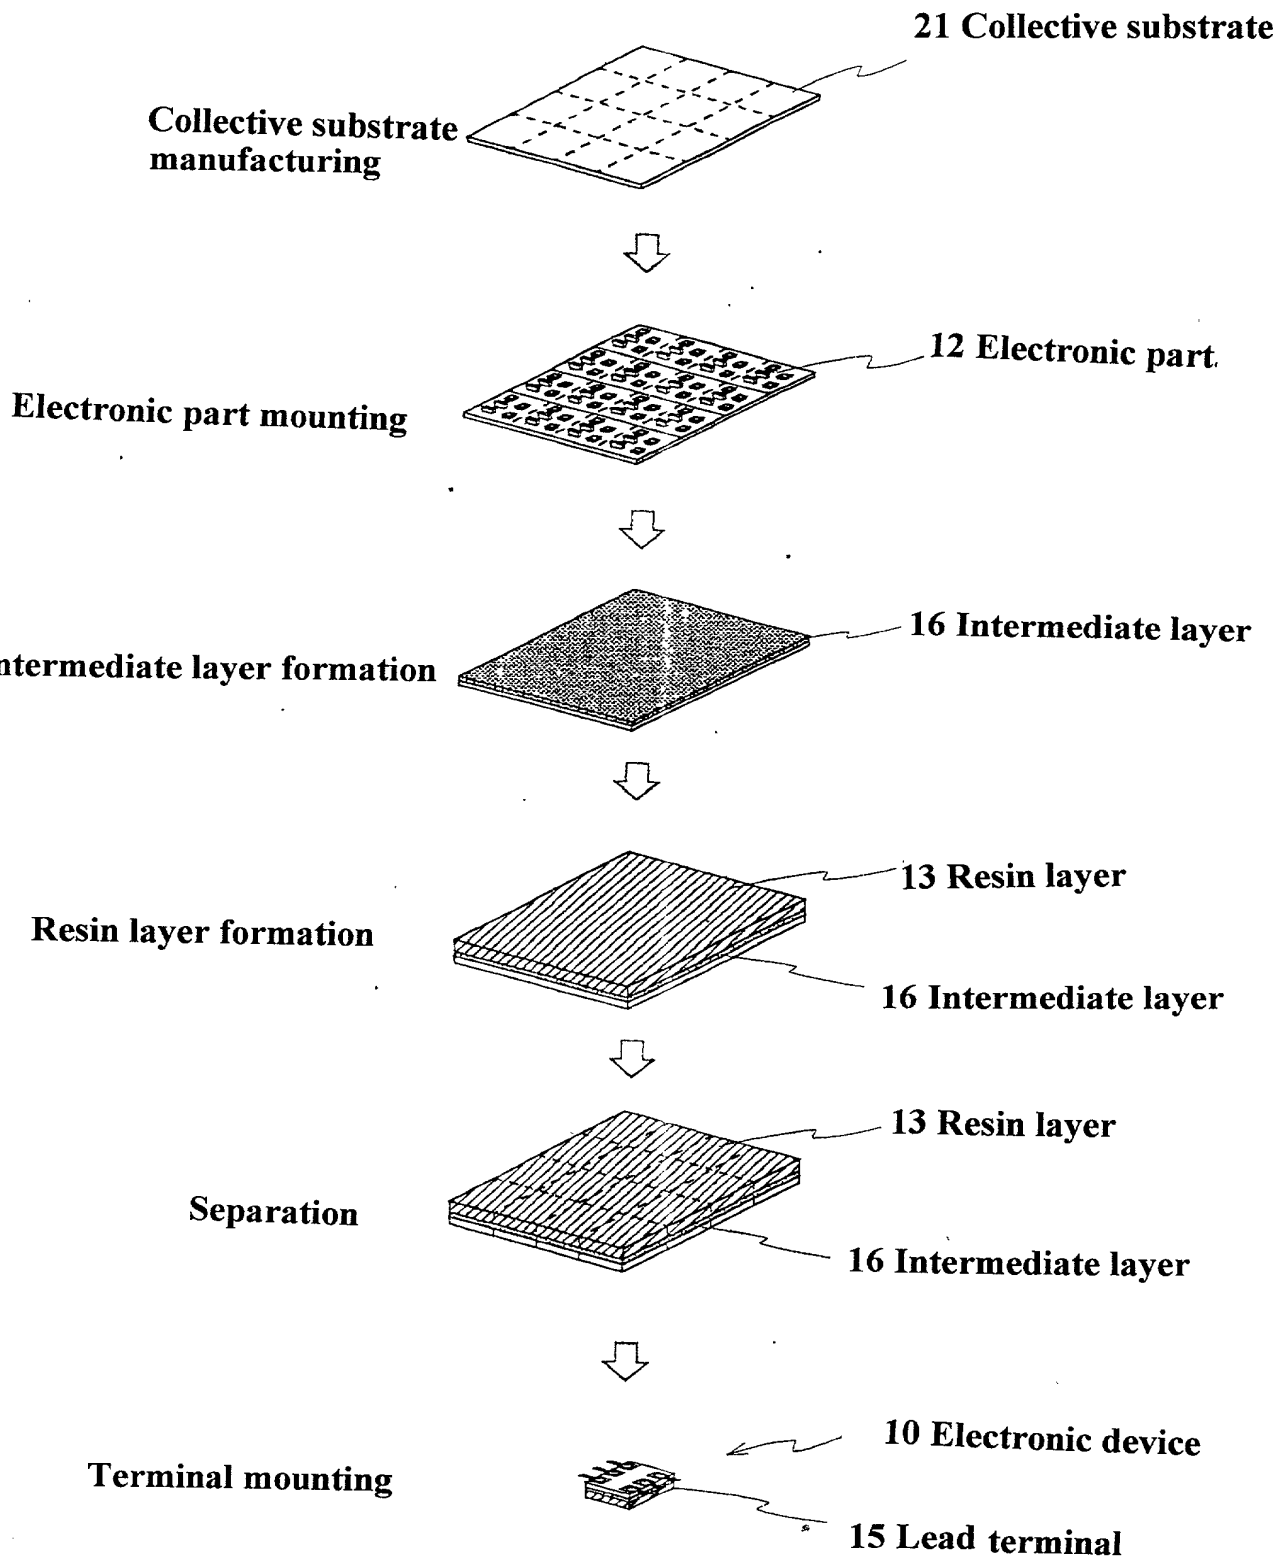 21 Collective substrate
Collective substrate
manufacturing
12 Electronic part
Electronic part mounting
16 Intermediate layer
ntermediate layer formation
13 Resin layer
Resin layer formation
16 Intermediate layer
13 Resin layer
Separation
16 Intermediate layer
10 Electronic device
Terminal mounting
15 Lead terminal